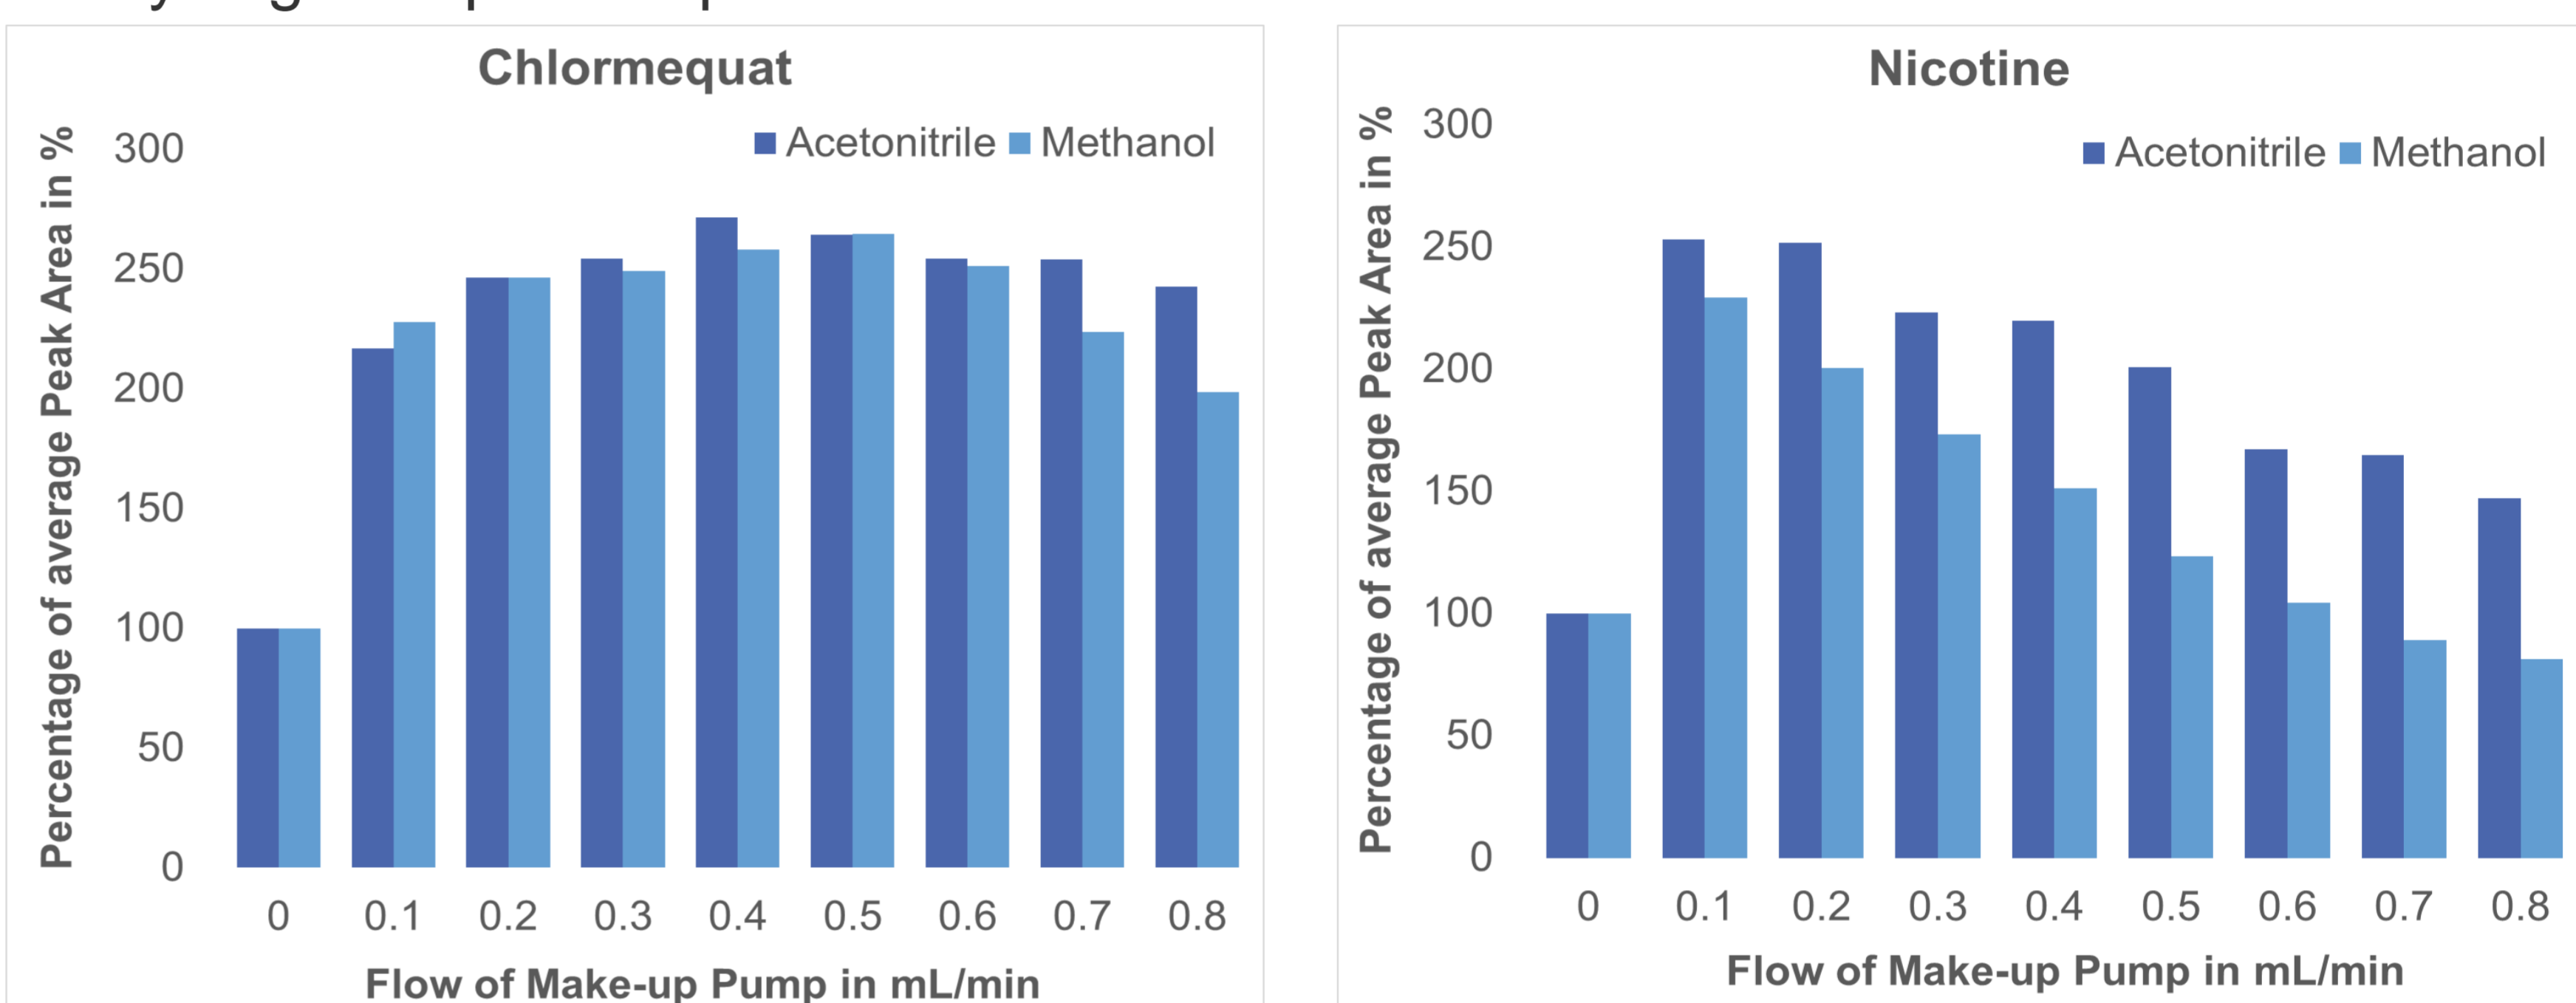 Chlormequat
Acetonitrile Methanol
Percentage of average Peak Area in %
300
250
200
150
100
50
0
0 0.1 0.2 0.3 0.4 0.5 0.6 0.7 0.8
Flow of Make-up Pump in mL/min
Nicotine
Acetonitrile Methanol
Percentage of average Peak Area in %
300
250
200
150
100
50
0
0 0.1 0.2 0.3 0.4 0.5 0.6 0.7 0.8
Flow of Make-up Pump in mL/min